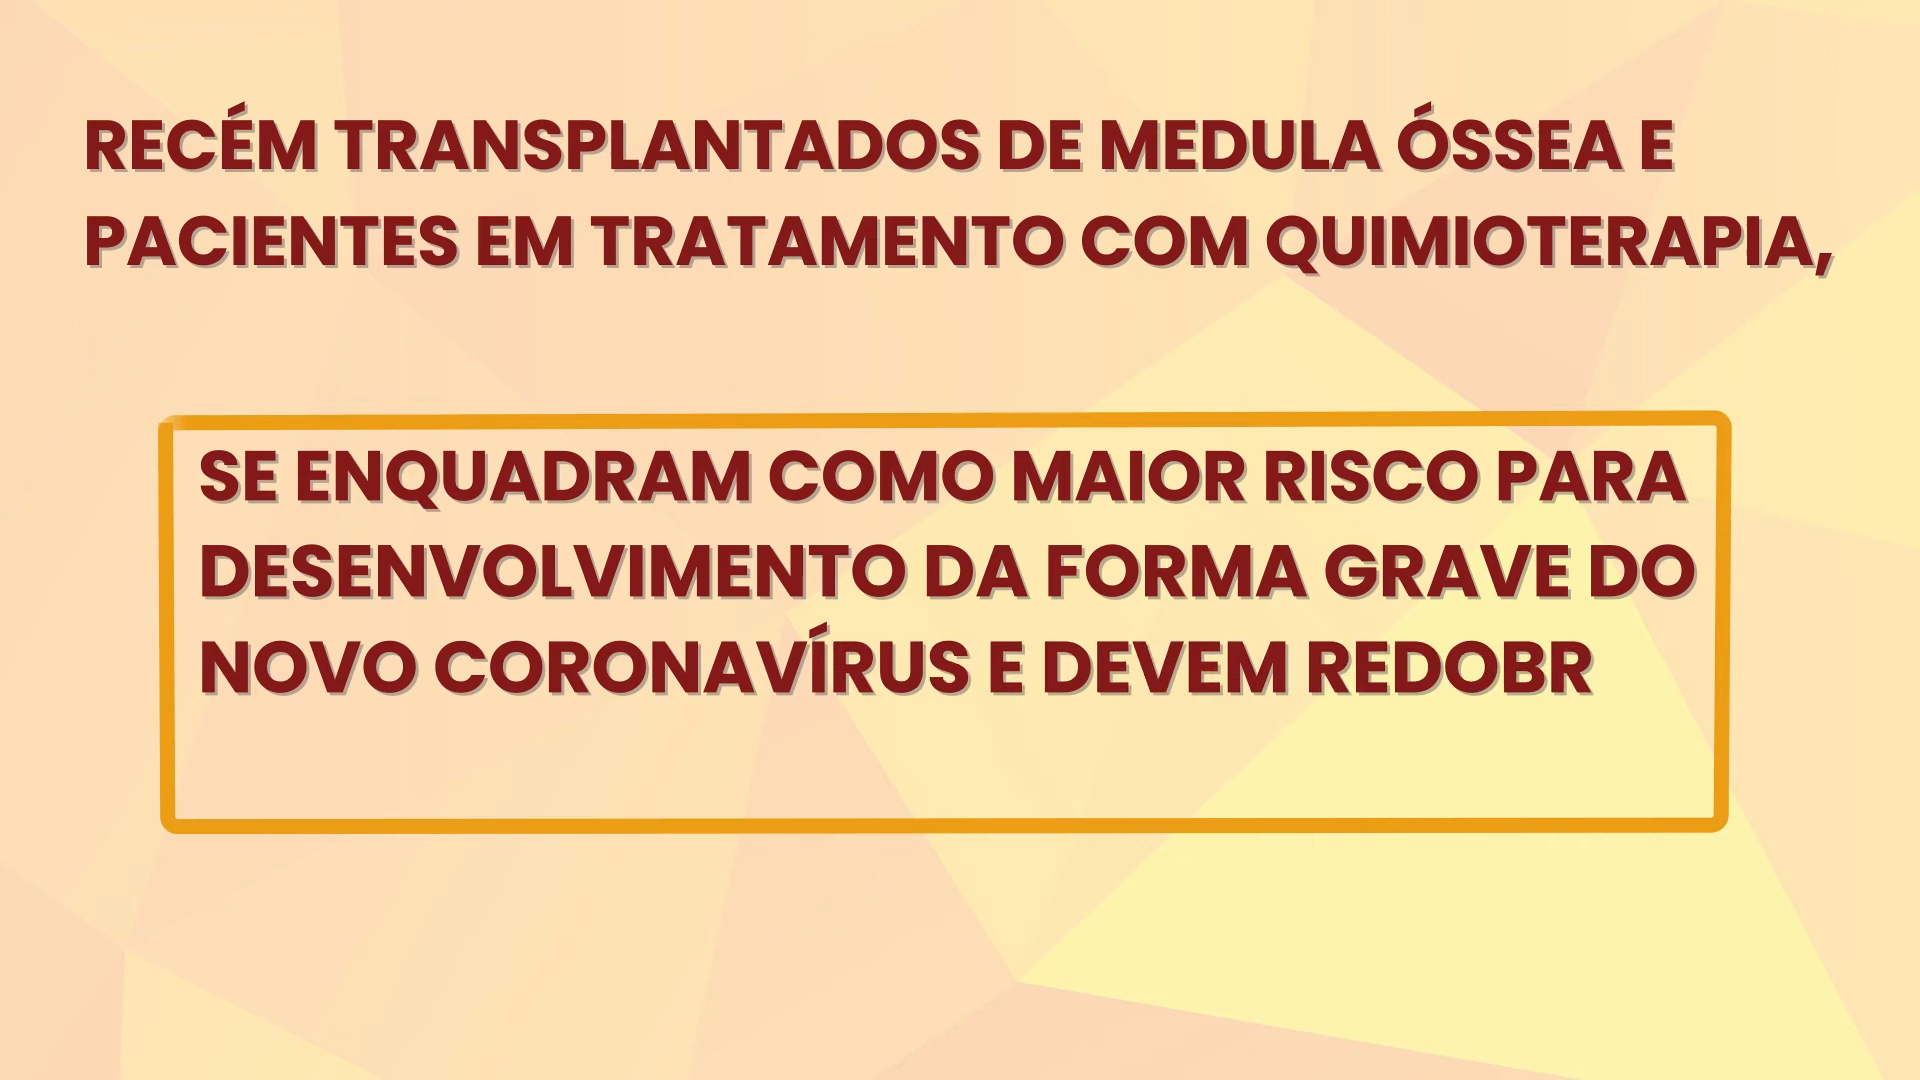 RECÉM TRANSPLANTADOS DE MEDULA ÓSSEA E
PACIENTES EM TRATAMENTO COM QUIMIOTERAPIA,
SE ENQUADRAM COMO MAIOR RISCO PARA
DESENVOLVIMENTO DA FORMA GRAVE DO
NOVO CORONAVÍRUS E DEVEM REDOBR